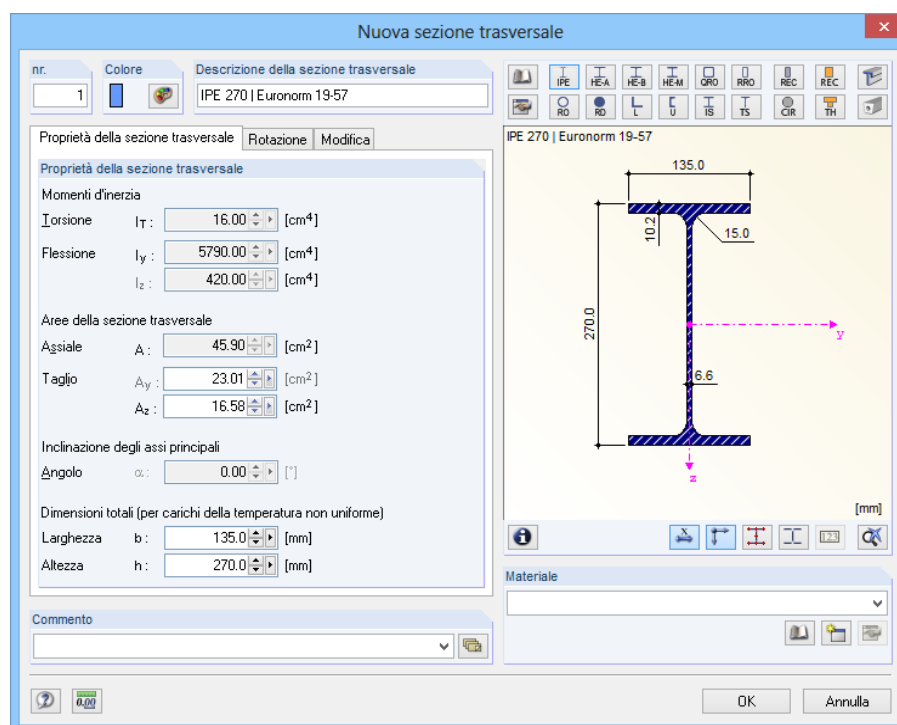 Nuova sezione trasversale
nr.
1
Colore
Descrizione della sezione trasversale
IPE 270 | Euronorm 19-57
Proprietà della sezione trasversale
Rotazione
Modifica
Proprietà della sezione trasversale
Momenti d'inerzia
Torsione IT : 16.00 [cm4]
Flessione Iy : 5790.00 [cm4]
Iz : 420.00 [cm4]
Aree della sezione trasversale
Assiale A : 45.90 [cm2]
Taglio Ay : 23.01 [cm2]
Az : 16.58 [cm2]
Inclinazione degli assi principali
Angolo α : 0.00 [°]
Dimensioni totali (per carichi della temperatura non uniforme)
Larghezza b : 135.0 [mm]
Altezza h : 270.0 [mm]
Commento
IPE HE-A HE-B HE-M QRO RRO REC REC
RO RD L U IS TS CIR TH
IPE 270 | Euronorm 19-57
135.0
10.2
15.0
270.0
y
6.6
z
[mm]
x
123
Materiale
0.00
OK
Annulla